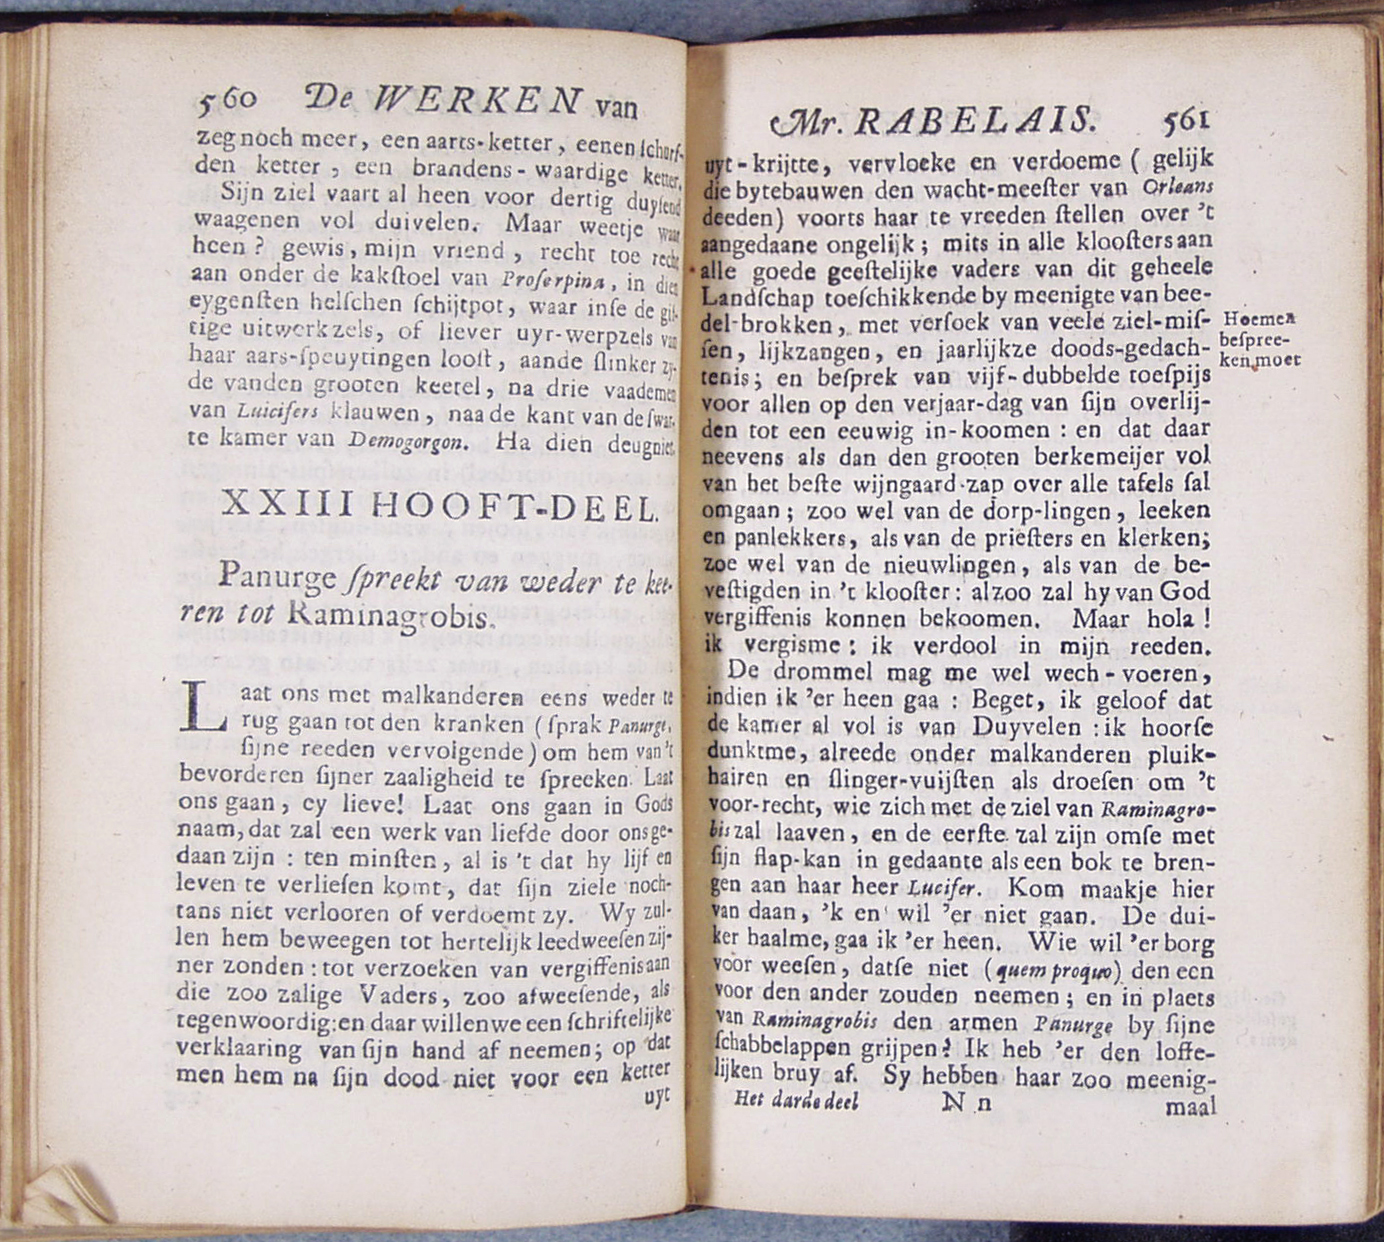 560 De WERKEN van
zeg noch meer, een aarts-ketter, eenen schurf-
den ketter, een brandens-waardige ketter.
Sijn ziel vaart al heen voor dertig duysend
waagenen vol duivelen. Maar weetje waar
heen? gewis, mijn vriend, recht toe recht
aan onder de kakstoel van Proserpina, in dien
eygensten helschen schijtpot, waar inse de gif-
tige uitwerkzels, of liever uyr-werpzels van
haar aars-speuytingen loost, aande slinker zij-
de vanden grooten keetel, na drie vaademen
van Luicifers klauwen, naa de kant van de swar-
te kamer van Demogorgon. Ha dien deugniet.
XXIII HOOFT-DEEL.
Panurge spreekt van weder te kee-
ren tot Raminagrobis.
Laat ons met malkanderen eens weder te
rug gaan tot den kranken (sprak Panurge,
sijne reeden vervolgende) om hem van 't
bevorderen sijner zaaligheid te spreeken. Laat
ons gaan, ey lieve! Laat ons gaan in Gods
naam, dat zal een werk van liefde door ons ge-
daan zijn : ten minsten, al is 't dat hy lijf en
leven te verliesen komt, dat sijn ziele noch-
tans niet verlooren of verdoemt zy. Wy zul-
len hem beweegen tot hertelijk leedweesen zij-
ner zonden : tot verzoeken van vergiffenis aan
die zoo zalige Vaders, zoo afweesende, als
tegenwoordig; en daar willen we een schriftelijke
verklaaring van sijn hand af neemen; op dat
men hem na sijn dood niet voor een ketter
uyt
Mr. RABELAIS. 561
uyt-krijtte, vervloeke en verdoeme ( gelijk
die bytebauwen den wacht-meester van Orleans
deeden) voorts haar te vreeden stellen over 't
aangedaane ongelijk; mits in alle kloosters aan
alle goede geestelijke vaders van dit geheele
Landschap toeschikkende by meenigte van bee-
del-brokken, met versoek van veele ziel-mis-
sen, lijkzangen, en jaarlijkze doods-gedach-
tenis; en besprek van vijf-dubbelde toespijs
voor allen op den verjaar-dag van sijn overlij-
den tot een eeuwig in-koomen : en dat daar
neevens als dan den grooten berkemeijer vol
van het beste wijngaard-zap over alle tafels sal
omgaan; zoo wel van de dorp-lingen, leeken
en panlekkers, als van de priesters en klerken;
zoe wel van de nieuwlingen, als van de be-
vestigden in 't klooster: alzoo zal hy van God
vergiffenis konnen bekoomen. Maar hola!
ik vergisme : ik verdool in mijn reeden.
De drommel mag me wel wech-voeren,
indien ik 'er heen gaa : Beget, ik geloof dat
de kamer al vol is van Duyvelen : ik hoorse
dunktme, alreede onder malkanderen pluik-
hairen en slinger-vuijsten als droesen om 't
voor-recht, wie zich met de ziel van Raminagro-
bis zal laaven, en de eerste zal zijn omse met
sijn flap-kan in gedaante als een bok te bren-
gen aan haar heer Lucifer. Kom maakje hier
van daan, 'k en wil 'er niet gaan. De dui-
ker haalme, gaa ik 'er heen. Wie wil 'er borg
voor weesen, datse niet (quem proquo) den een
voor den ander zouden neemen; en in plaets
van Raminagrobis den armen Panurge by sijne
schabbelappen grijpen? Ik heb 'er den loffe-
lijken bruy af. Sy hebben haar zoo meenig-
Het darde deel N n maal
Hoemen
bespree-
ken moet